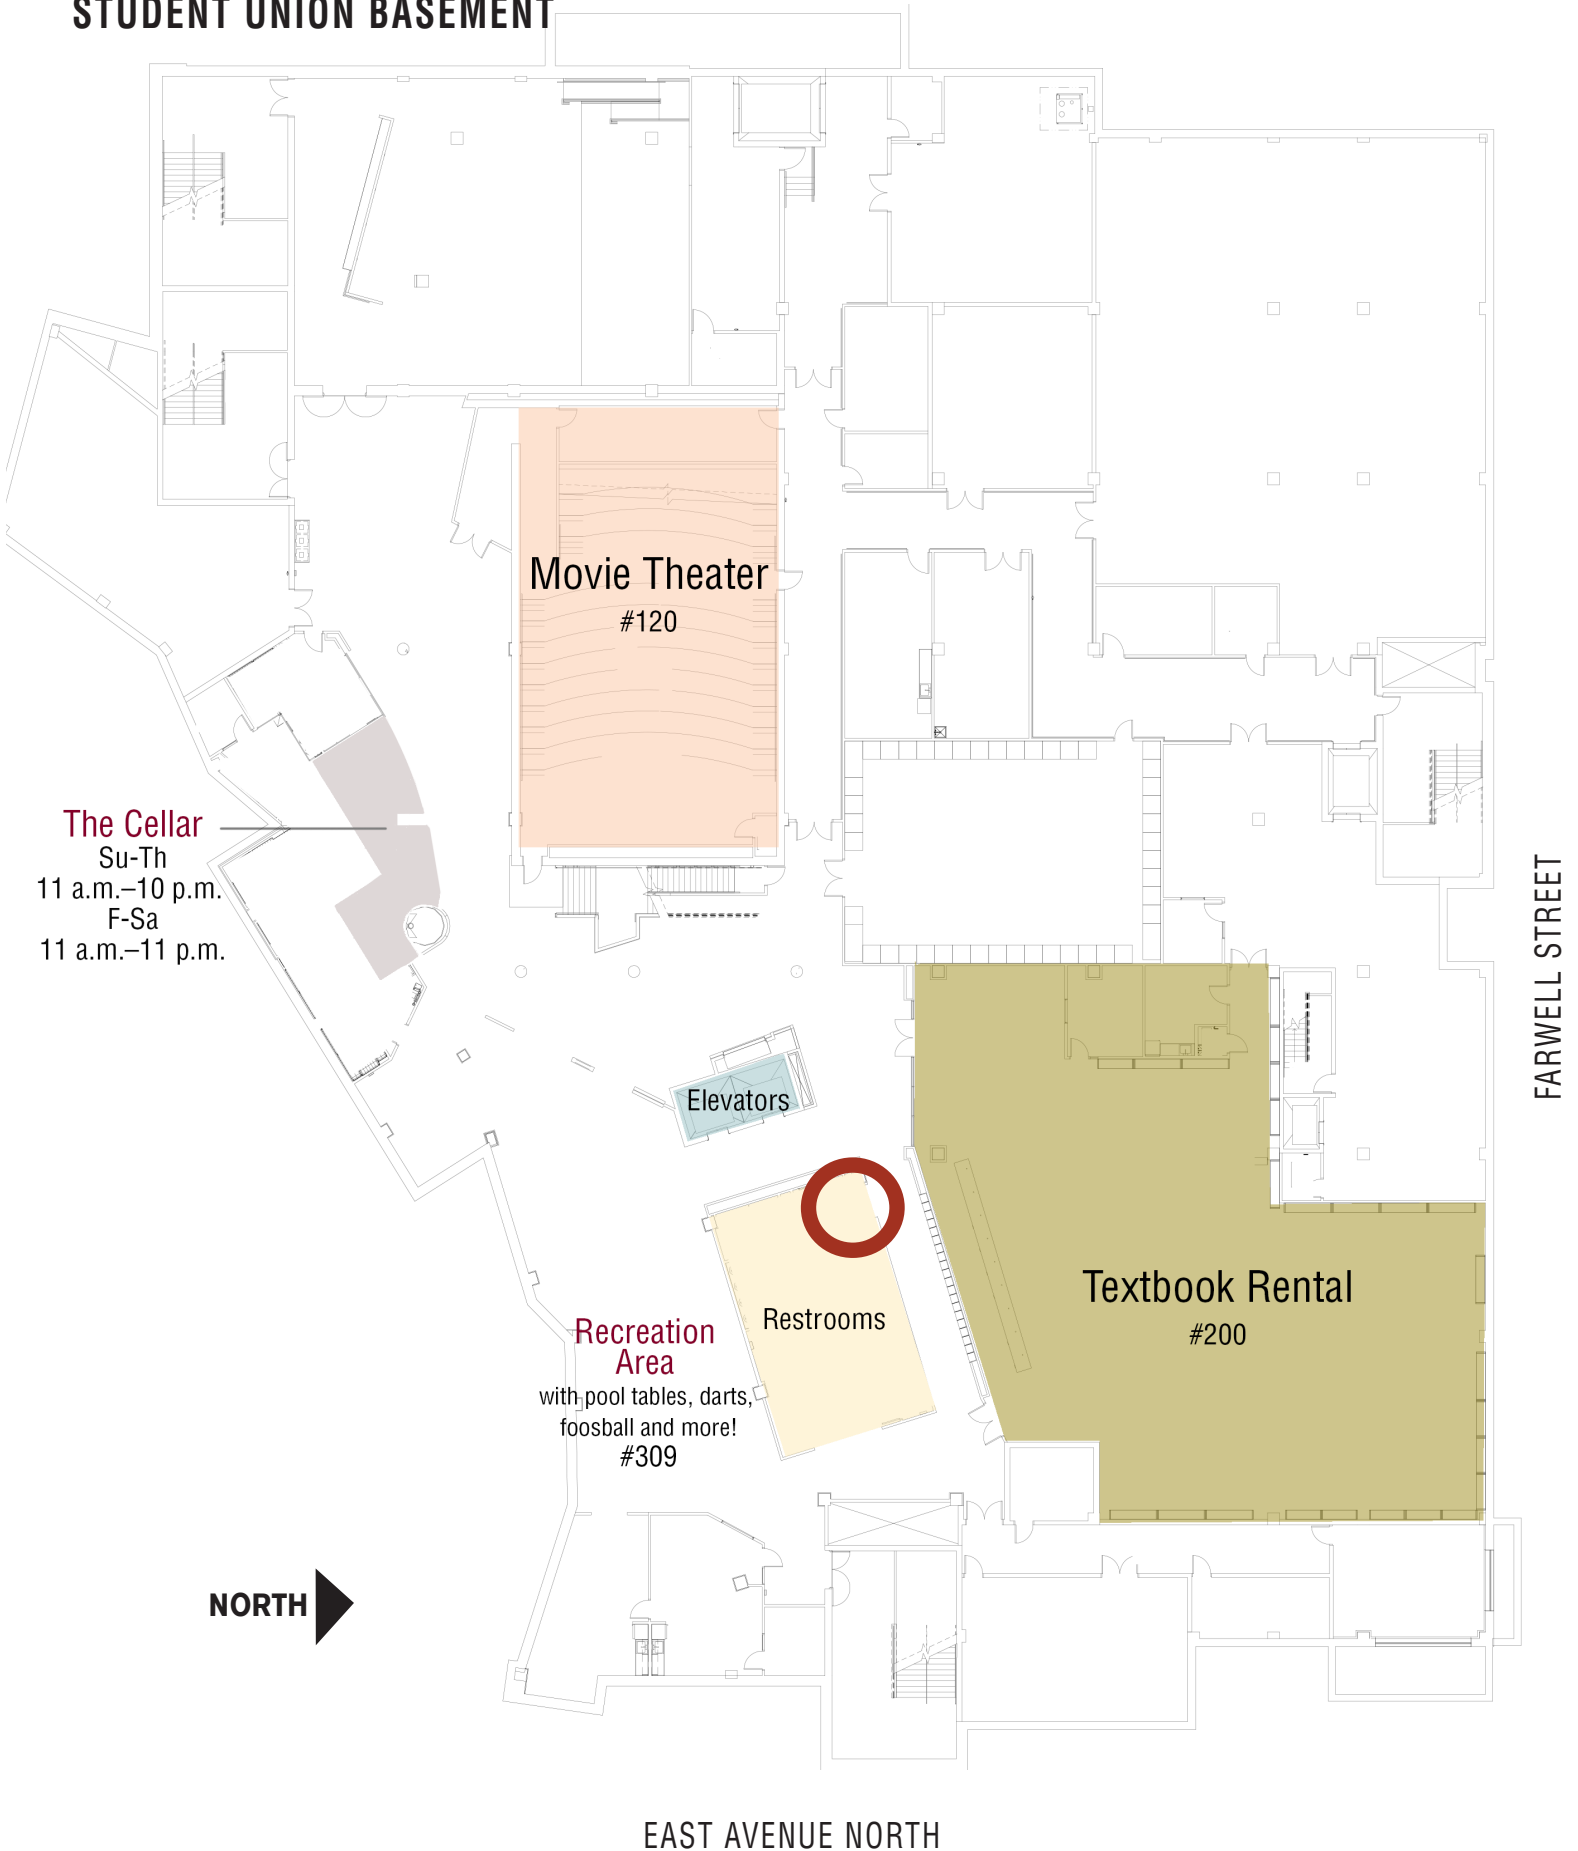 STUDENT UNION BASEMENT
Movie Theater
#120
The Cellar
Su-Th
11 a.m.–10 p.m.
F-Sa
11 a.m.–11 p.m.
FARWELL STREET
Elevators
Textbook Rental
#200
Restrooms
Recreation
Area
with pool tables, darts,
foosball and more!
#309
NORTH
EAST AVENUE NORTH